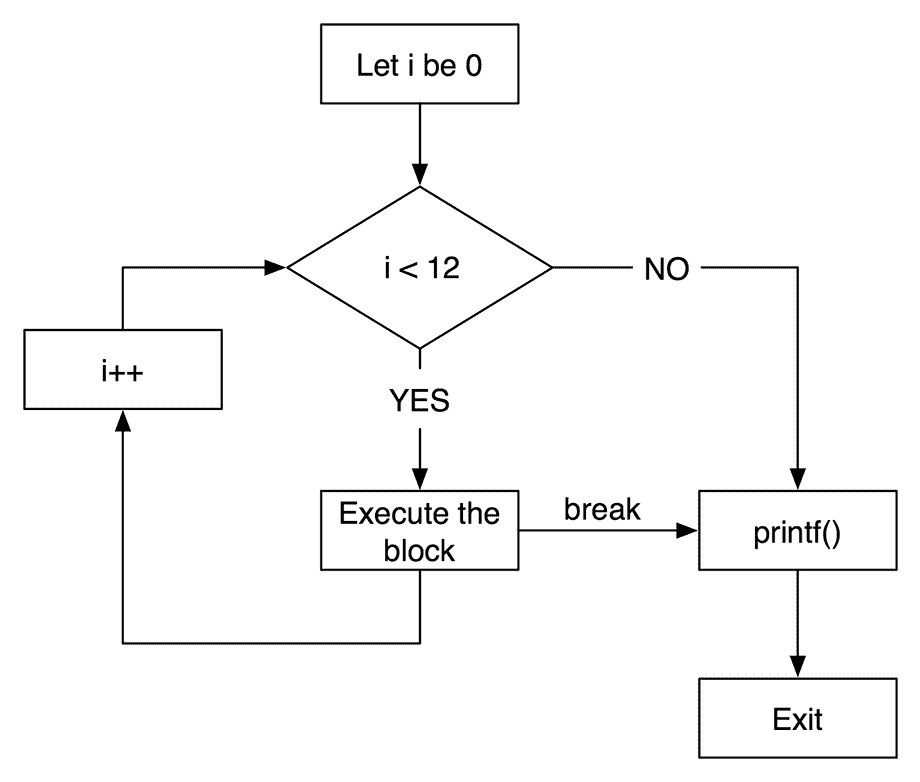 Let i be 0
i < 12
NO
i++
YES
Execute the
block
break
printf()
Exit